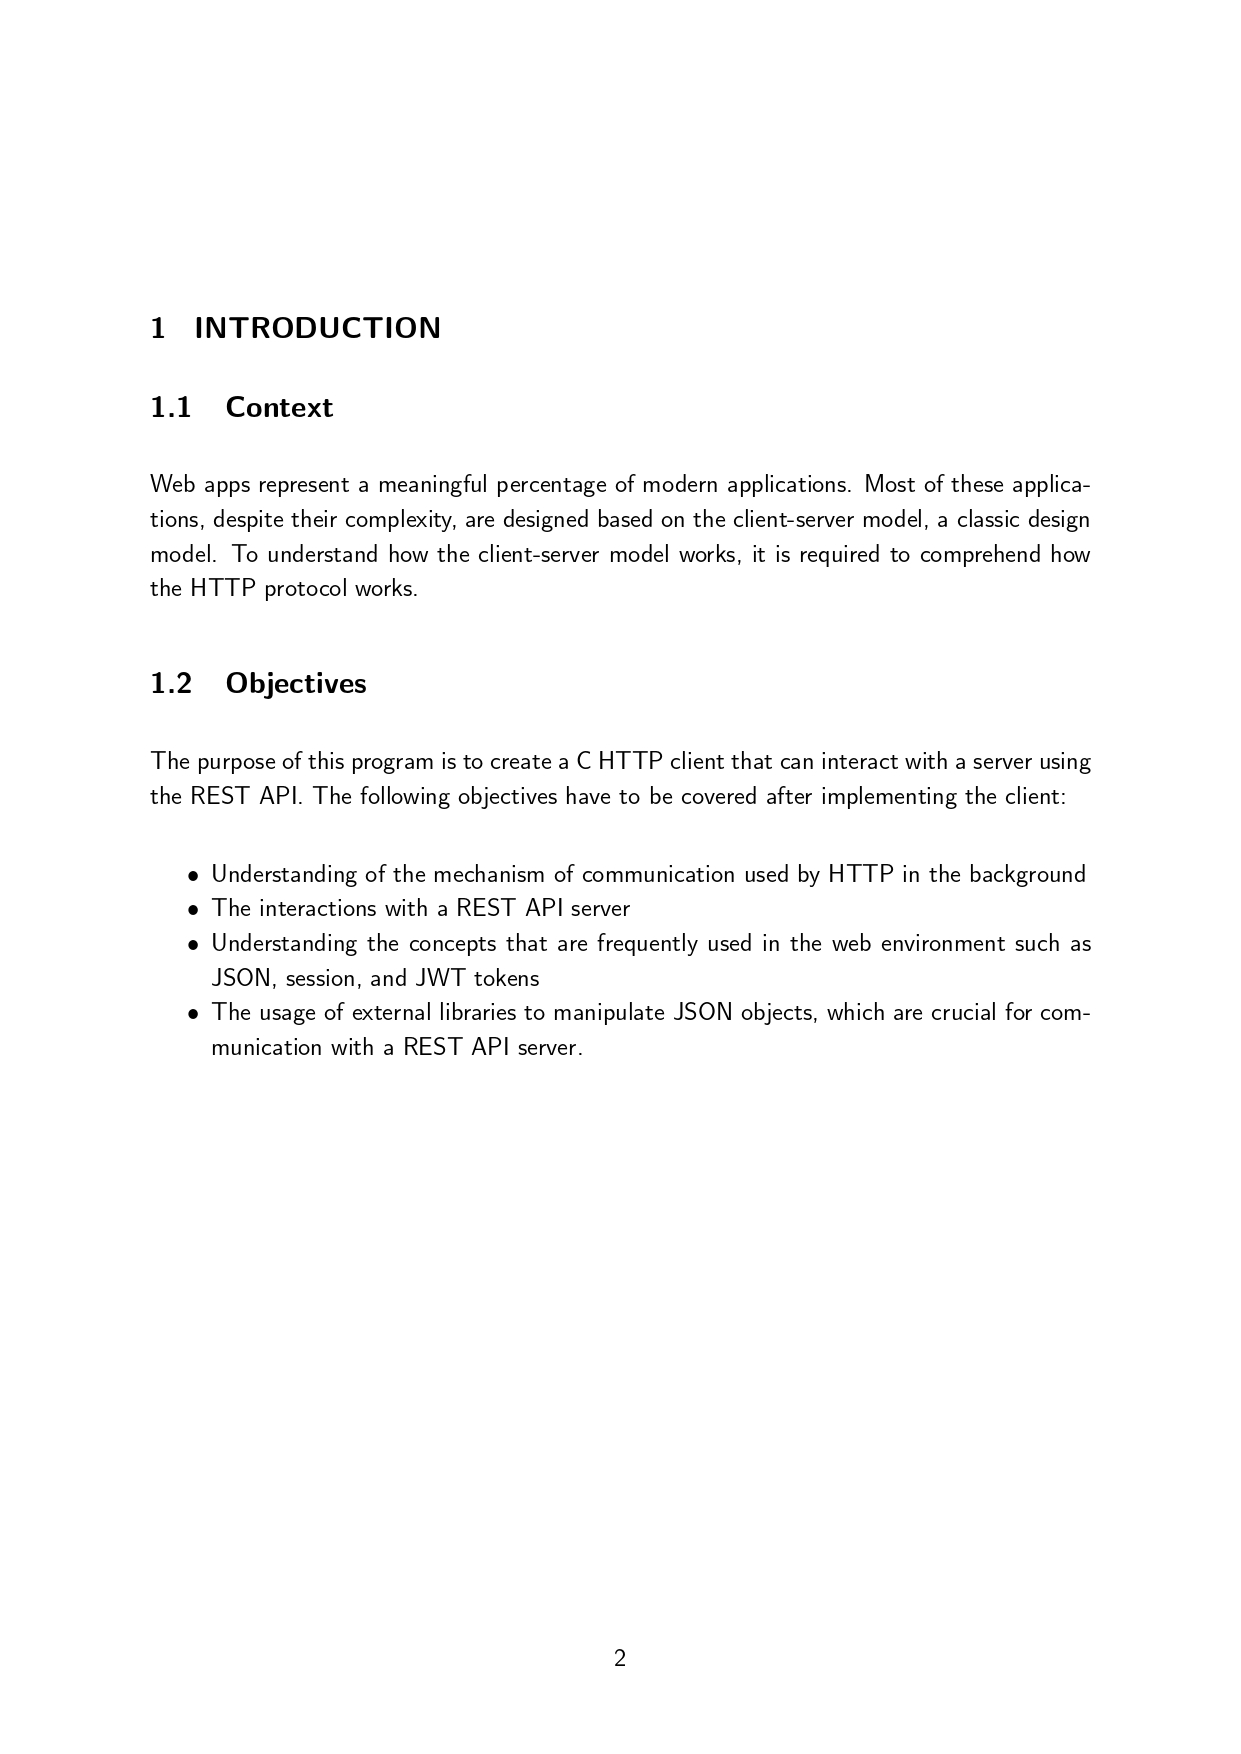 1 INTRODUCTION
1.1 Context
Web apps represent a meaningful percentage of modern applications. Most of these applica-
tions, despite their complexity, are designed based on the client-server model, a classic design
model. To understand how the client-server model works, it is required to comprehend how
the HTTP protocol works.
1.2 Objectives
The purpose of this program is to create a C HTTP client that can interact with a server using
the REST API. The following objectives have to be covered after implementing the client:
• Understanding of the mechanism of communication used by HTTP in the background
• The interactions with a REST API server
• Understanding the concepts that are frequently used in the web environment such as
JSON, session, and JWT tokens
• The usage of external libraries to manipulate JSON objects, which are crucial for com-
munication with a REST API server.
2